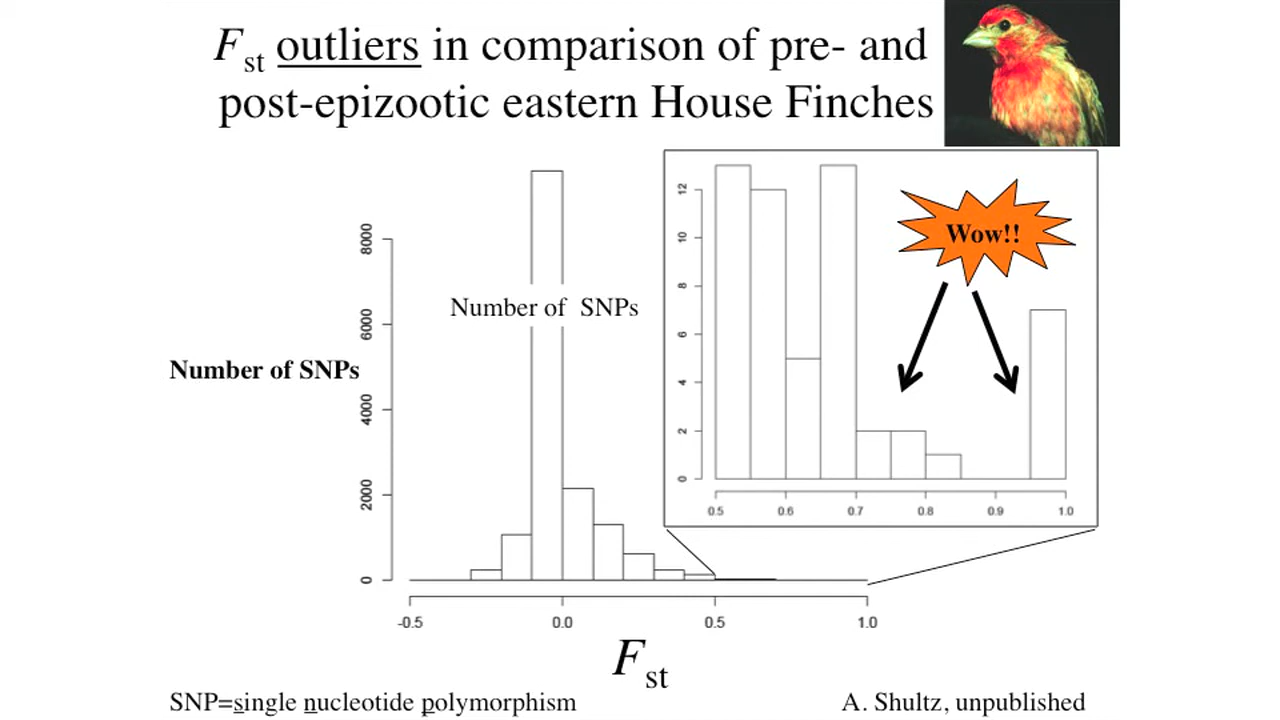 Fst outliers in comparison of pre- and
post-epizootic eastern House Finches
Wow!!
Number of SNPs
Number of SNPs
8000
6000
4000
2000
0
-0.5 0.0 0.5 1.0
12
10
8
6
4
2
0
0.5 0.6 0.7 0.8 0.9 1.0
Fst
SNP=single nucleotide polymorphism
A. Shultz, unpublished